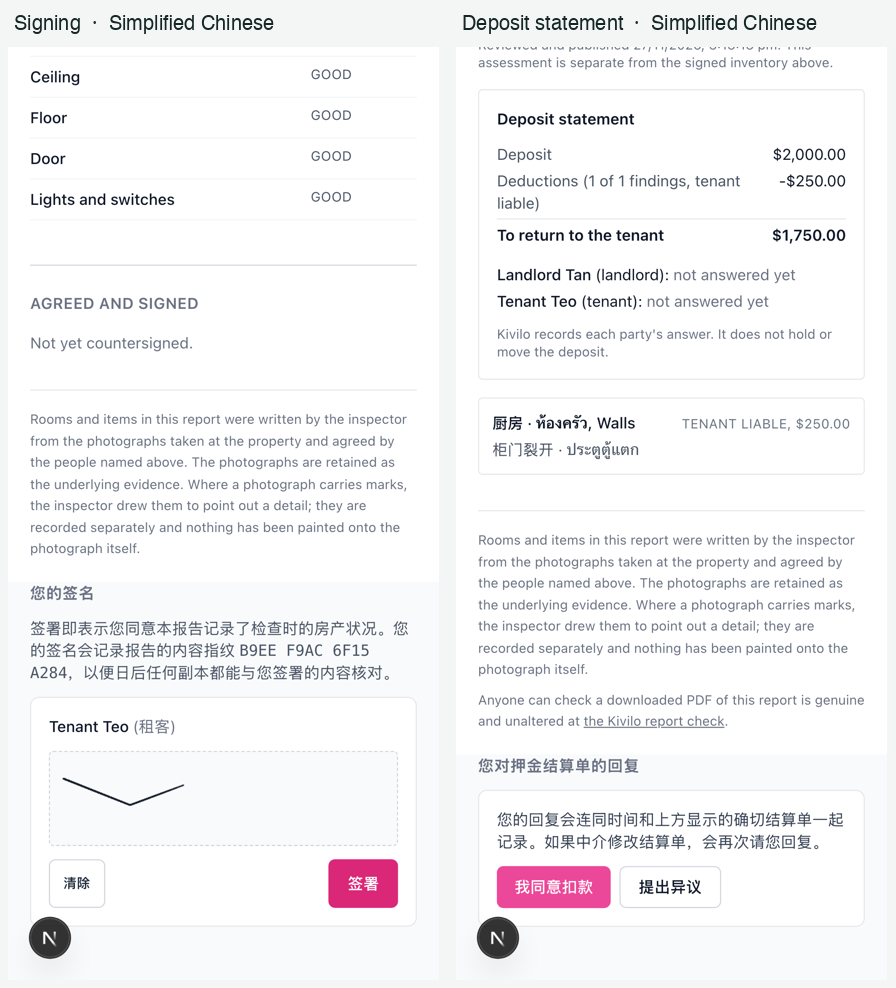 Signing · Simplified Chinese
Ceiling GOOD
Floor GOOD
Door GOOD
Lights and switches GOOD
AGREED AND SIGNED
Not yet countersigned.
Rooms and items in this report were written by the inspector
from the photographs taken at the property and agreed by
the people named above. The photographs are retained as
the underlying evidence. Where a photograph carries marks,
the inspector drew them to point out a detail; they are
recorded separately and nothing has been painted onto the
photograph itself.
您的签名
签署即表示您同意本报告记录了检查时的房产状况。您
的签名会记录报告的内容指纹 B9EE F9AC 6F15
A284，以便日后任何副本都能与您签署的内容核对。
Tenant Teo (租客)
清除 签署
N
Deposit statement · Simplified Chinese
assessment is separate from the signed inventory above.
Deposit statement
Deposit $2,000.00
Deductions (1 of 1 findings, tenant -$250.00
liable)
To return to the tenant $1,750.00
Landlord Tan (landlord): not answered yet
Tenant Teo (tenant): not answered yet
Kivilo records each party's answer. It does not hold or
move the deposit.
厨房 · ห้องครัว, Walls TENANT LIABLE, $250.00
柜门裂开 · ประตูตู้แตก
Rooms and items in this report were written by the inspector
from the photographs taken at the property and agreed by
the people named above. The photographs are retained as
the underlying evidence. Where a photograph carries marks,
the inspector drew them to point out a detail; they are
recorded separately and nothing has been painted onto the
photograph itself.
Anyone can check a downloaded PDF of this report is genuine
and unaltered at the Kivilo report check.
您对押金结算单的回复
您的回复会连同时间和上方显示的确切结算单一起
记录。如果中介修改结算单，会再次请您回复。
我同意扣款 提出异议
N